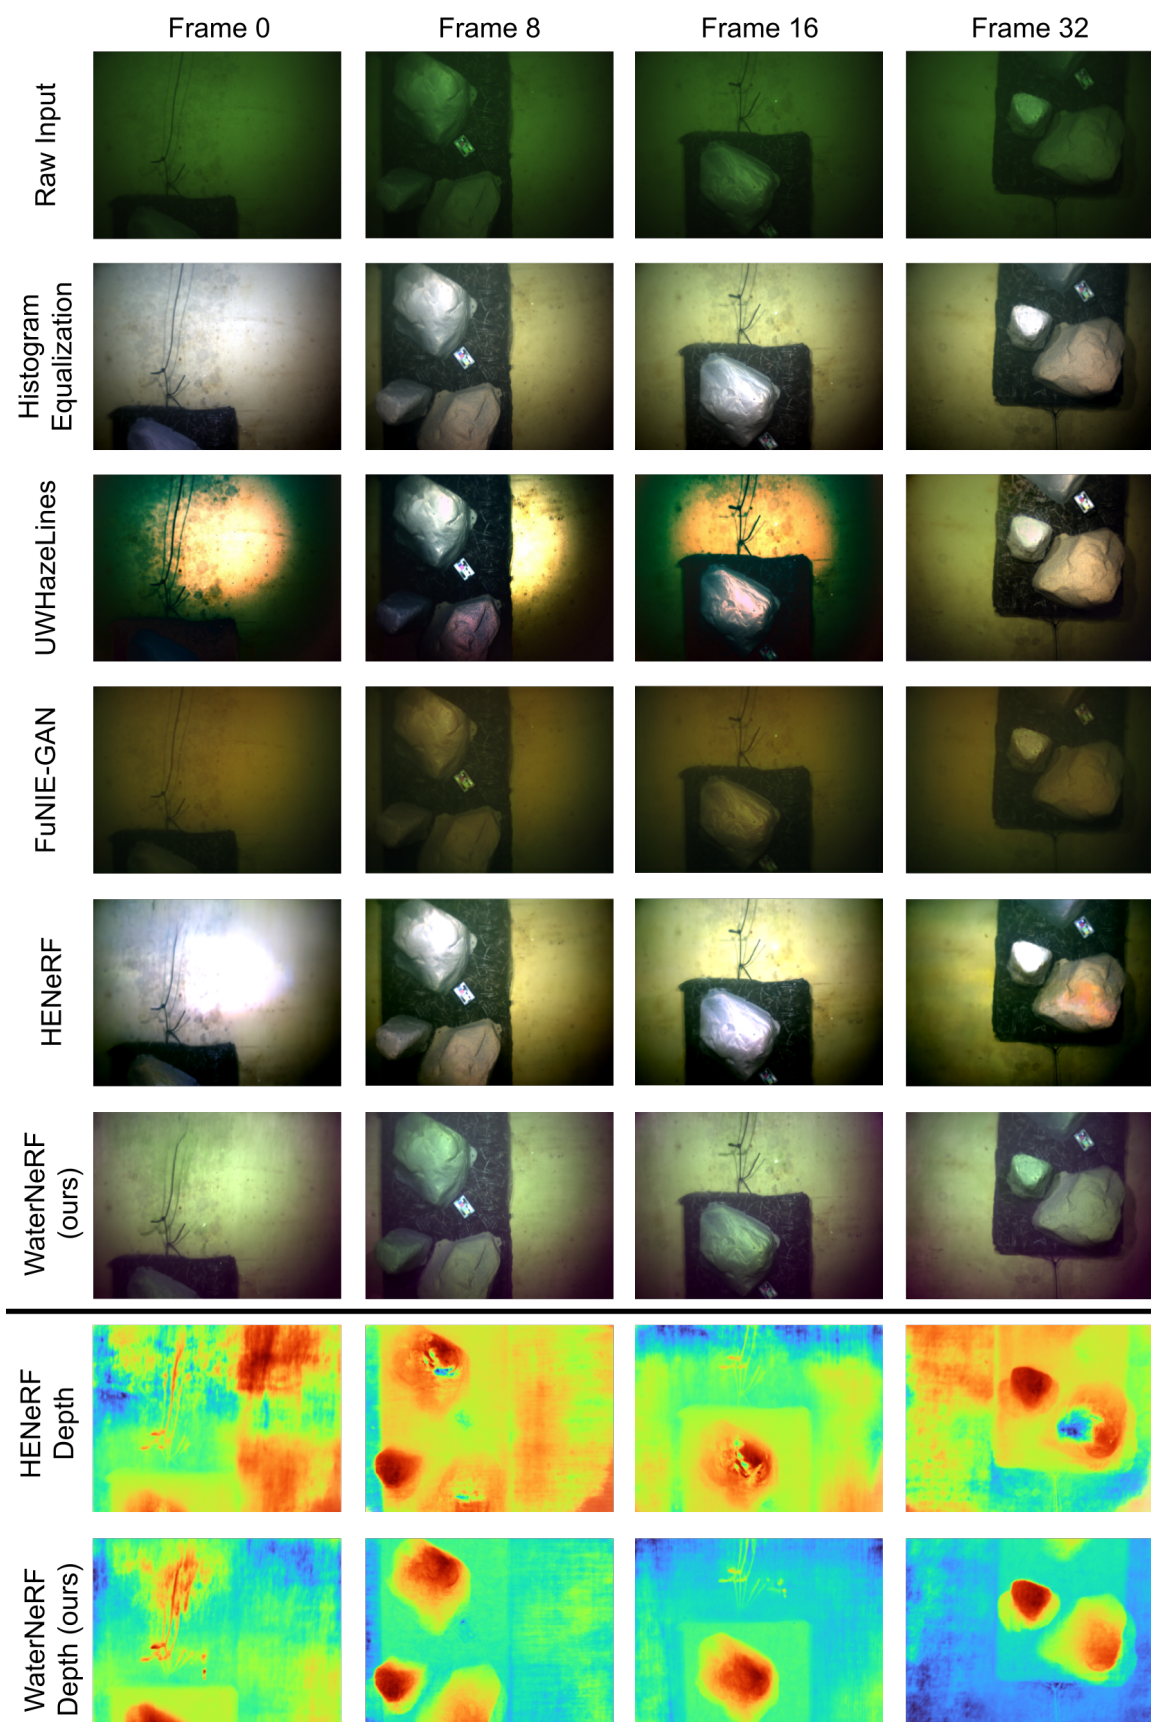 Frame 0
Frame 8
Frame 16
Frame 32
Raw Input
Histogram
Equalization
UWHazeLines
FuNIE-GAN
HENeRF
WaterNeRF
(ours)
HENeRF
Depth
WaterNeRF
Depth (ours)